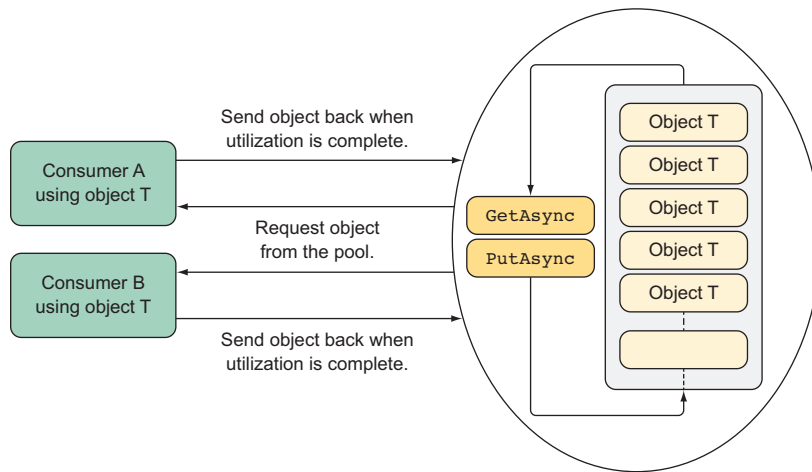 Send object back when
utilization is complete.
Consumer A
using object T
Request object
from the pool.
Consumer B
using object T
Send object back when
utilization is complete.
GetAsync
PutAsync
Object T
Object T
Object T
Object T
Object T